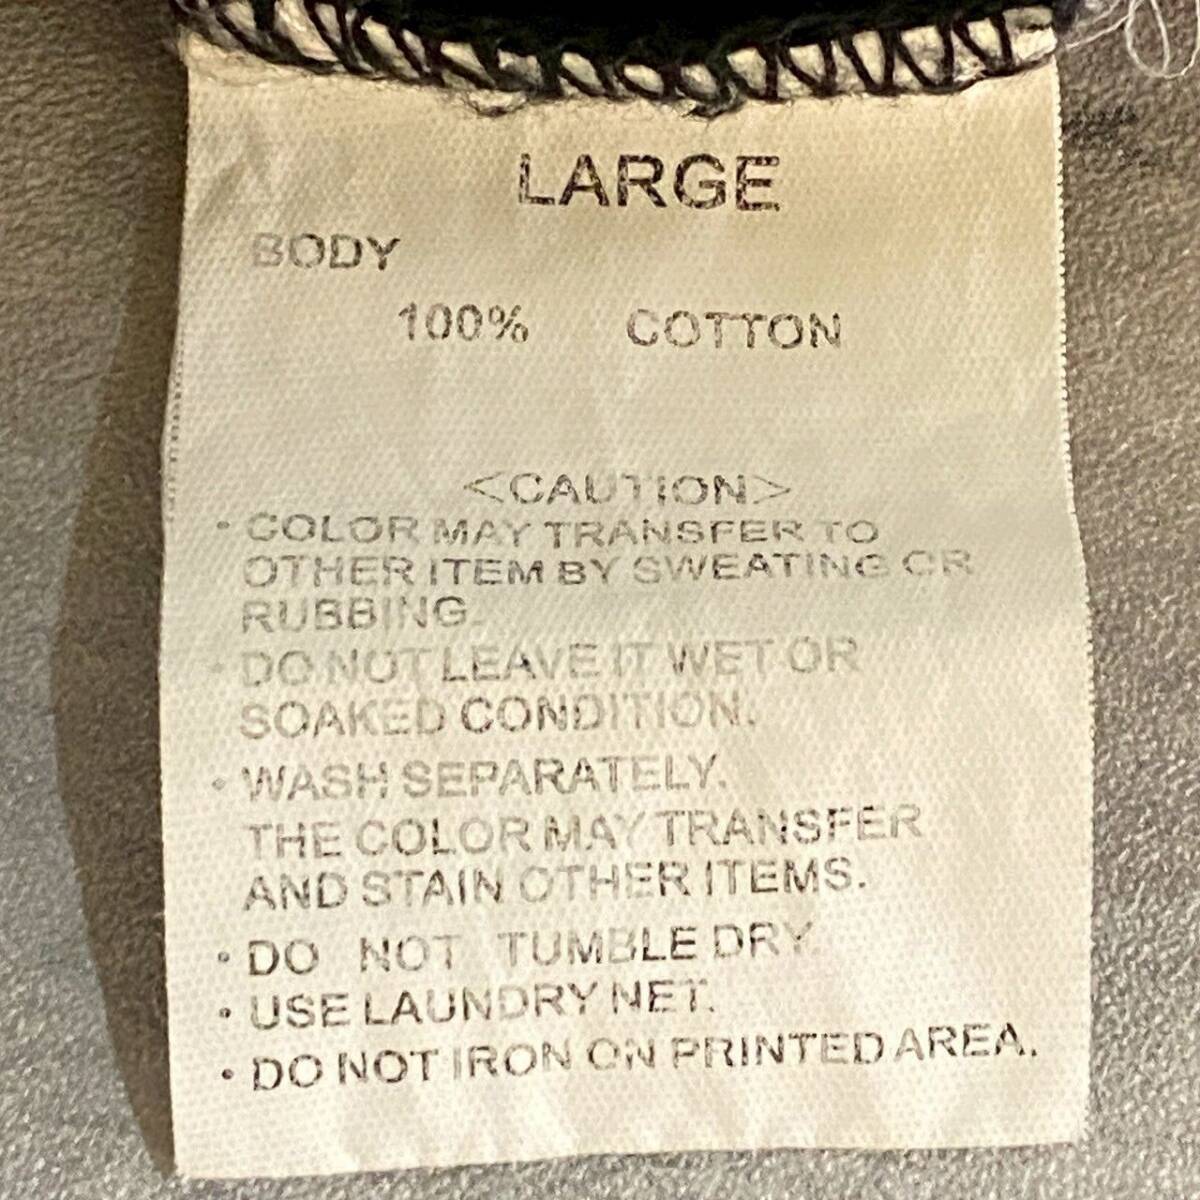 LARGE
BODY
100% COTTON
<CAUTION>
・COLOR MAY TRANSFER TO
OTHER ITEM BY SWEATING OR
RUBBING.
・DO NOT LEAVE IT WET OR
SOAKED CONDITION.
・WASH SEPARATELY.
THE COLOR MAY TRANSFER
AND STAIN OTHER ITEMS.
・DO NOT TUMBLE DRY.
・USE LAUNDRY NET.
・DO NOT IRON ON PRINTED AREA.